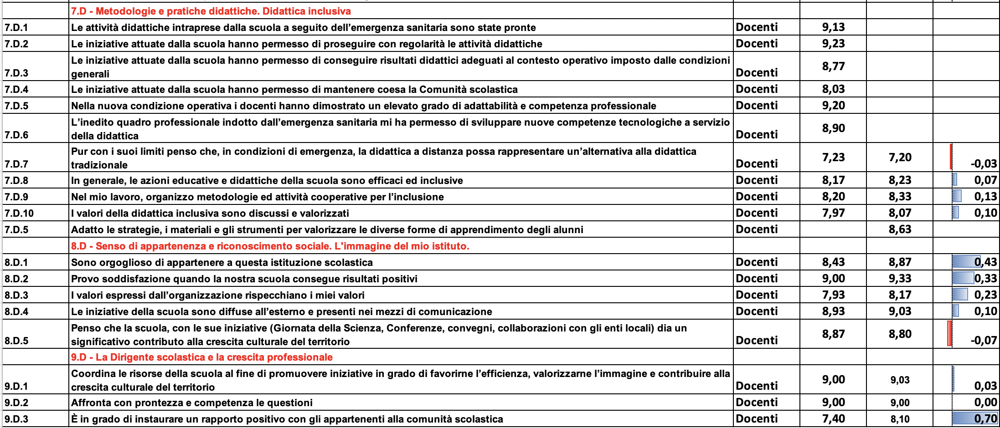 7.D - Metodologie e pratiche didattiche. Didattica inclusiva
7.D.1 Le attività didattiche intraprese dalla scuola a seguito dell’emergenza sanitaria sono state pronte Docenti 9,13
7.D.2 Le iniziative attuate dalla scuola hanno permesso di proseguire con regolarità le attività didattiche Docenti 9,23
Le iniziative attuate dalla scuola hanno permesso di conseguire risultati didattici adeguati al contesto operativo imposto dalle condizioni
7.D.3 generali Docenti 8,77
7.D.4 Le iniziative attuate dalla scuola hanno permesso di mantenere coesa la Comunità scolastica Docenti 8,03
7.D.5 Nella nuova condizione operativa i docenti hanno dimostrato un elevato grado di adattabilità e competenza professionale Docenti 9,20
L’inedito quadro professionale indotto dall’emergenza sanitaria mi ha permesso di sviluppare nuove competenze tecnologiche a servizio
7.D.6 della didattica Docenti 8,90
Pur con i suoi limiti penso che, in condizioni di emergenza, la didattica a distanza possa rappresentare un’alternativa alla didattica
7.D.7 tradizionale Docenti 7,23 7,20 -0,03
7.D.8 In generale, le azioni educative e didattiche della scuola sono efficaci ed inclusive Docenti 8,17 8,23 0,07
7.D.9 Nel mio lavoro, organizzo metodologie ed attività cooperative per l’inclusione Docenti 8,20 8,33 0,13
7.D.10 I valori della didattica inclusiva sono discussi e valorizzati Docenti 7,97 8,07 0,10
7.D.5 Adatto le strategie, i materiali e gli strumenti per valorizzare le diverse forme di apprendimento degli alunni Docenti 8,63
8.D - Senso di appartenenza e riconoscimento sociale. L'immagine del mio istituto.
8.D.1 Sono orgoglioso di appartenere a questa istituzione scolastica Docenti 8,43 8,87 0,43
8.D.2 Provo soddisfazione quando la nostra scuola consegue risultati positivi Docenti 9,00 9,33 0,33
8.D.3 I valori espressi dall’organizzazione rispecchiano i miei valori Docenti 7,93 8,17 0,23
8.D.4 Le iniziative della scuola sono diffuse all’esterno e presenti nei mezzi di comunicazione Docenti 8,93 9,03 0,10
Penso che la scuola, con le sue iniziative (Giornata della Scienza, Conferenze, convegni, collaborazioni con gli enti locali) dia un
8.D.5 significativo contributo alla crescita culturale del territorio Docenti 8,87 8,80 -0,07
9.D - La Dirigente scolastica e la crescita professionale
Coordina le risorse della scuola al fine di promuovere iniziative in grado di favorirne l’efficienza, valorizzarne l’immagine e contribuire alla
9.D.1 crescita culturale del territorio Docenti 9,00 9,03 0,03
9.D.2 Affronta con prontezza e competenza le questioni Docenti 9,00 9,00 0,00
9.D.3 È in grado di instaurare un rapporto positivo con gli appartenenti alla comunità scolastica Docenti 7,40 8,10 0,70